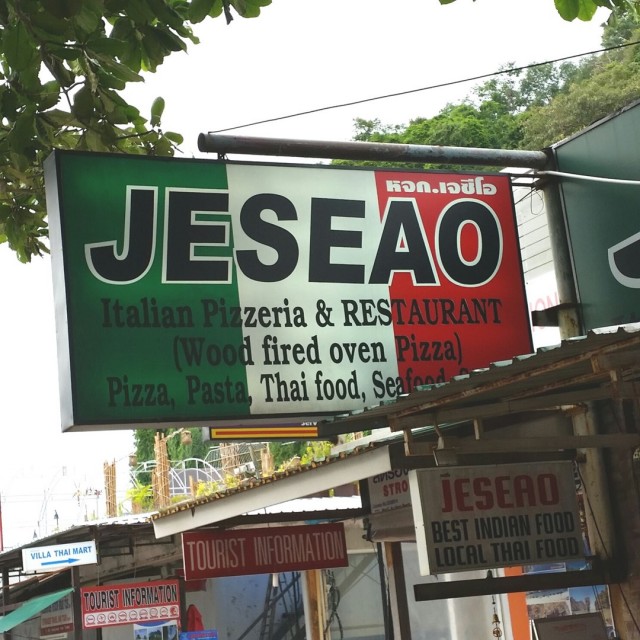 หจก.เจซีโอ
JESEAO
Italian Pizzeria & RESTAURANT
(Wood fired oven Pizza)
Pizza, Pasta, Thai food, Seafood
JESEAO
BEST INDIAN FOOD
LOCAL THAI FOOD
VILLA THAI MART
TOURIST INFORMATION
TOURIST INFORMATION